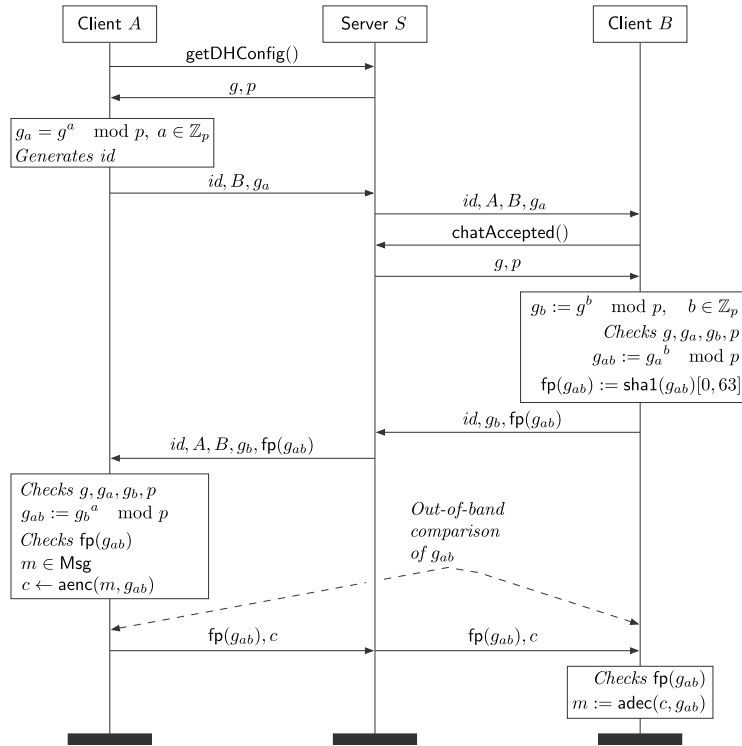 Client A
Server S
Client B
getDHConfig()
g, p
g_a = g^a mod p, a ∈ ℤ_p
Generates id
id, B, g_a
id, A, B, g_a
chatAccepted()
g, p
g_b := g^b mod p, b ∈ ℤ_p
Checks g, g_a, g_b, p
g_ab := g_a^b mod p
fp(g_ab) := sha1(g_ab)[0, 63]
id, g_b, fp(g_ab)
id, A, B, g_b, fp(g_ab)
Checks g, g_a, g_b, p
g_ab := g_b^a mod p
Checks fp(g_ab)
m ∈ Msg
c ← aenc(m, g_ab)
Out-of-band
comparison
of g_ab
fp(g_ab), c
fp(g_ab), c
Checks fp(g_ab)
m := adec(c, g_ab)